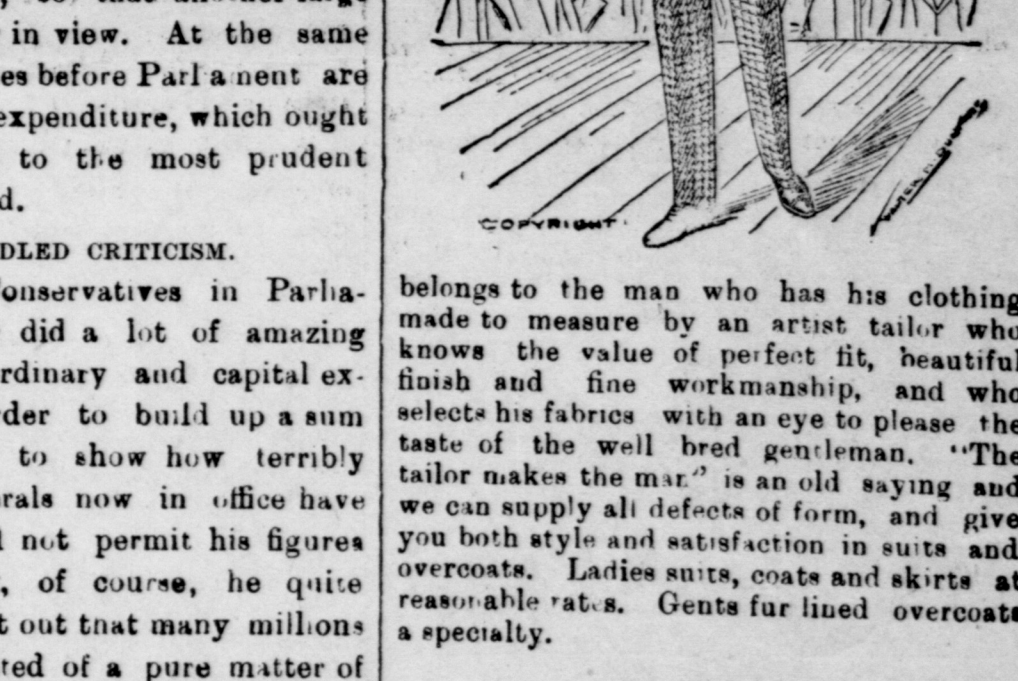 in view. At the same
es before Parliament are
expenditure, which ought
to the most prudent
d.
DLED CRITICISM.
onservatives in Parlia-
did a lot of amazing
rdinary and capital ex-
der to build up a sum
to show how terribly
rals now in office have
not permit his figures
, of course, he quite
t out that many millions
ted of a pure matter of
COPYRIGHT
belongs to the man who has his clothing
made to measure by an artist tailor who
knows the value of perfect fit, beautiful
finish and fine workmanship, and who
selects his fabrics with an eye to please the
taste of the well bred gentleman. "The
tailor makes the man" is an old saying and
we can supply all defects of form, and give
you both style and satisfaction in suits and
overcoats. Ladies suits, coats and skirts at
reasonable rates. Gents fur lined overcoats
a specialty.